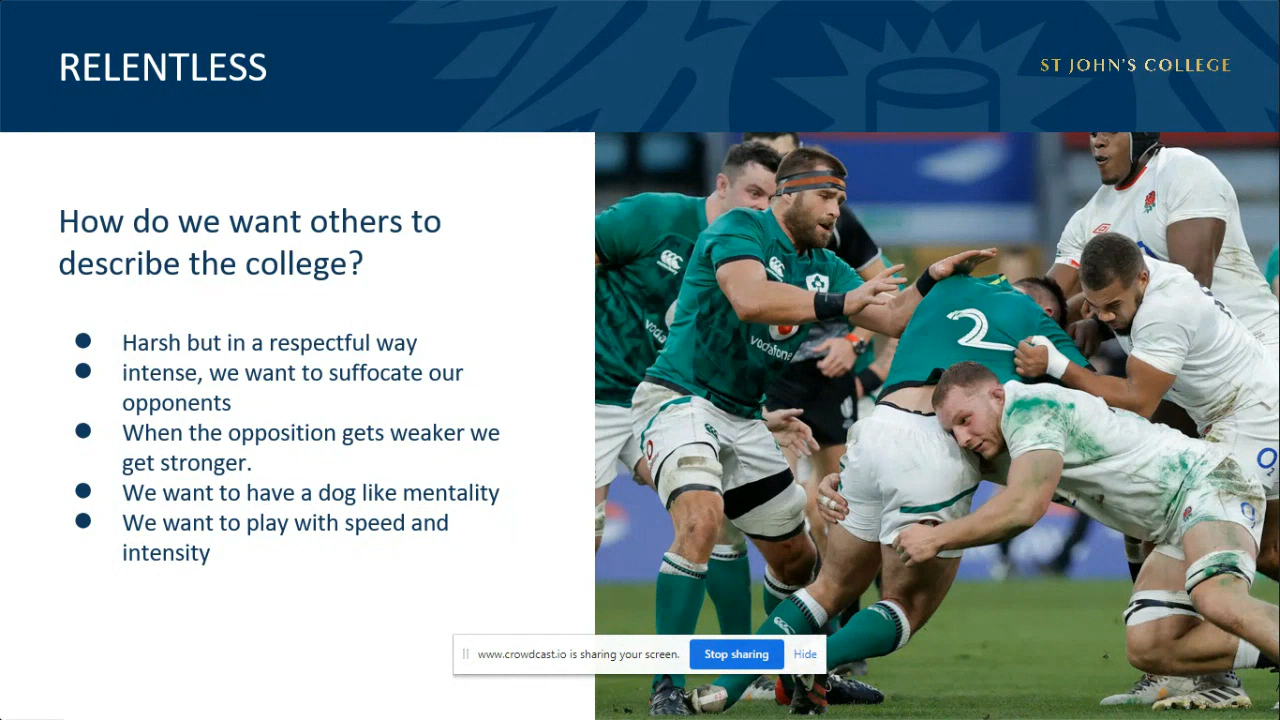 RELENTLESS
ST JOHN'S COLLEGE
How do we want others to
describe the college?
Harsh but in a respectful way
intense, we want to suffocate our
opponents
When the opposition gets weaker we
get stronger.
We want to have a dog like mentality
We want to play with speed and
intensity
vodafone
2
www.crowdcast.io is sharing your screen.
Stop sharing
Hide